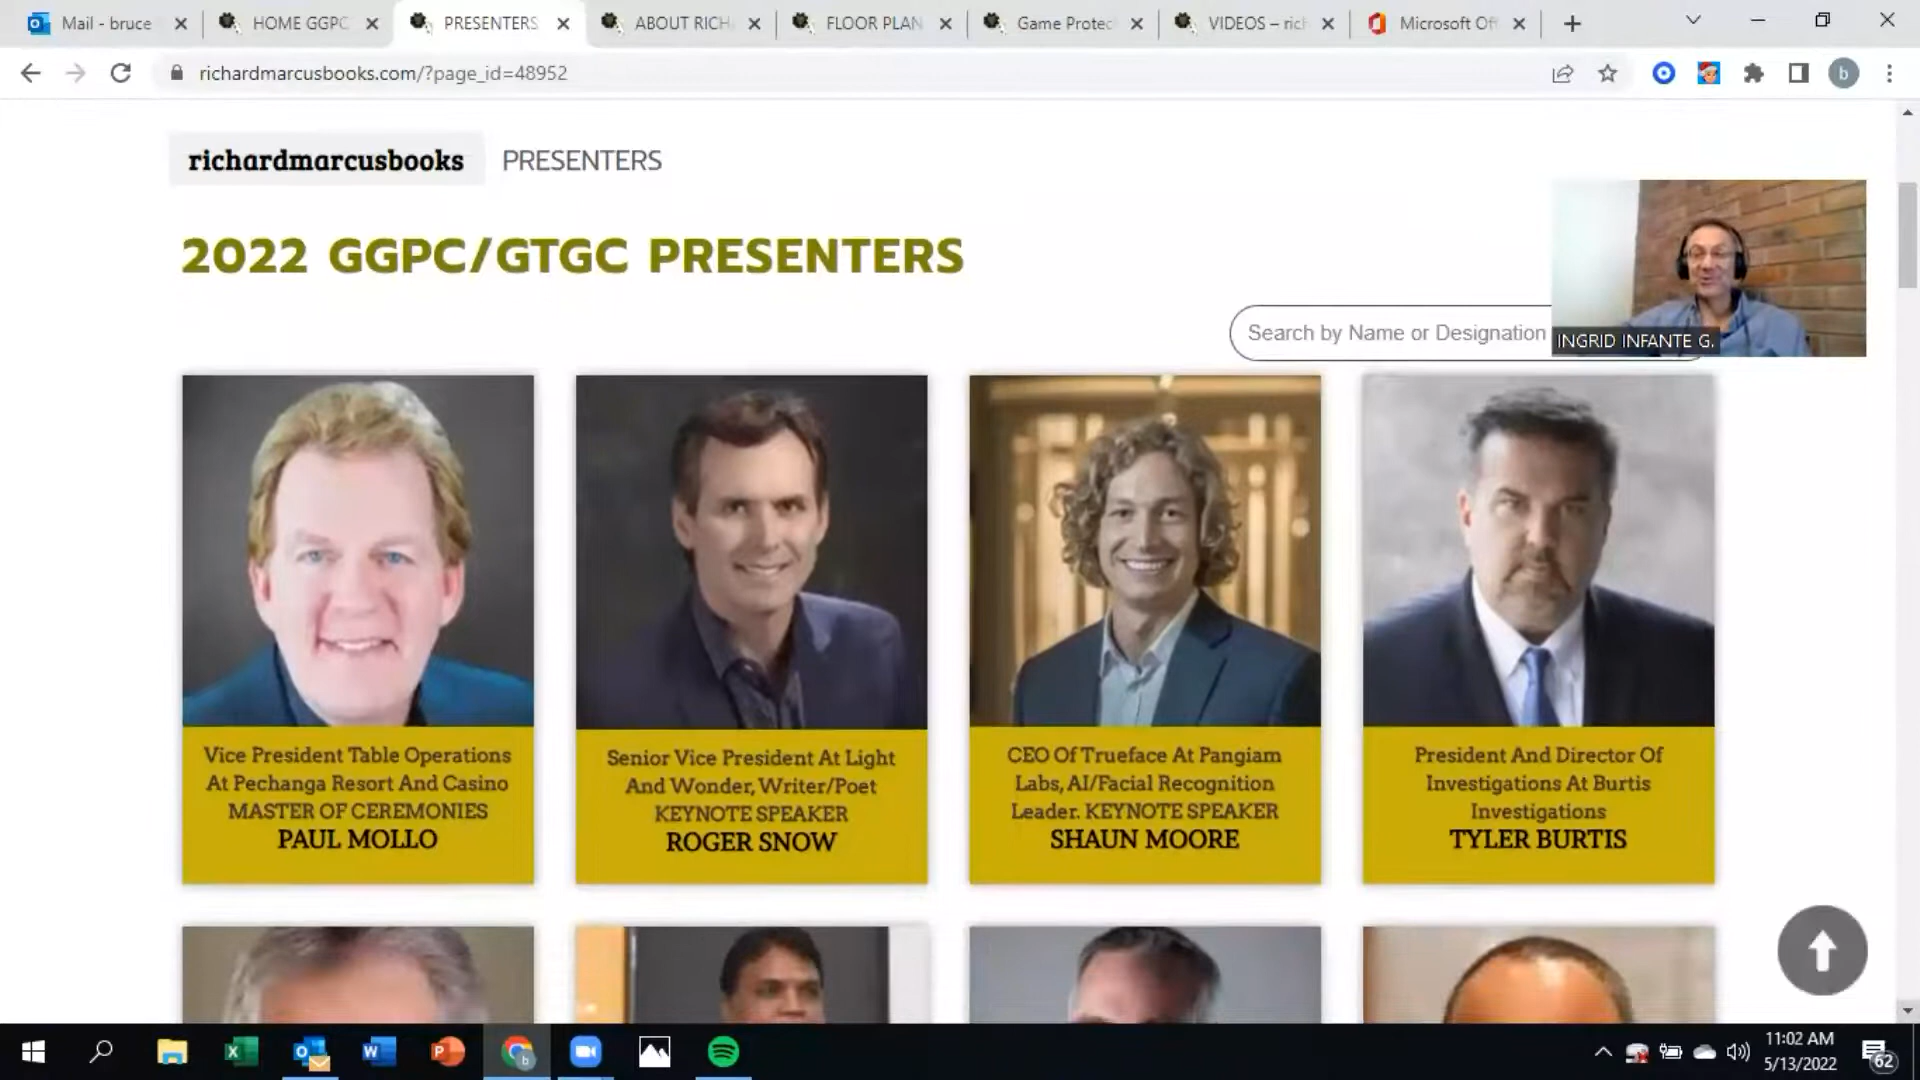 Mail - bruce
HOME GGPC
PRESENTERS
ABOUT RICH
FLOOR PLAN
Game Protec
VIDEOS – ric
Microsoft Off
richardmarcusbooks.com/?page_id=48952
b
richardmarcusbooks PRESENTERS
2022 GGPC/GTGC PRESENTERS
Search by Name or Designation
INGRID INFANTE G.
Vice President Table Operations
At Pechanga Resort And Casino
MASTER OF CEREMONIES
PAUL MOLLO
Senior Vice President At Light
And Wonder, Writer/Poet
KEYNOTE SPEAKER
ROGER SNOW
CEO Of Trueface At Pangiam
Labs, AI/Facial Recognition
Leader. KEYNOTE SPEAKER
SHAUN MOORE
President And Director Of
Investigations At Burtis
Investigations
TYLER BURTIS
11:02 AM
5/13/2022
62